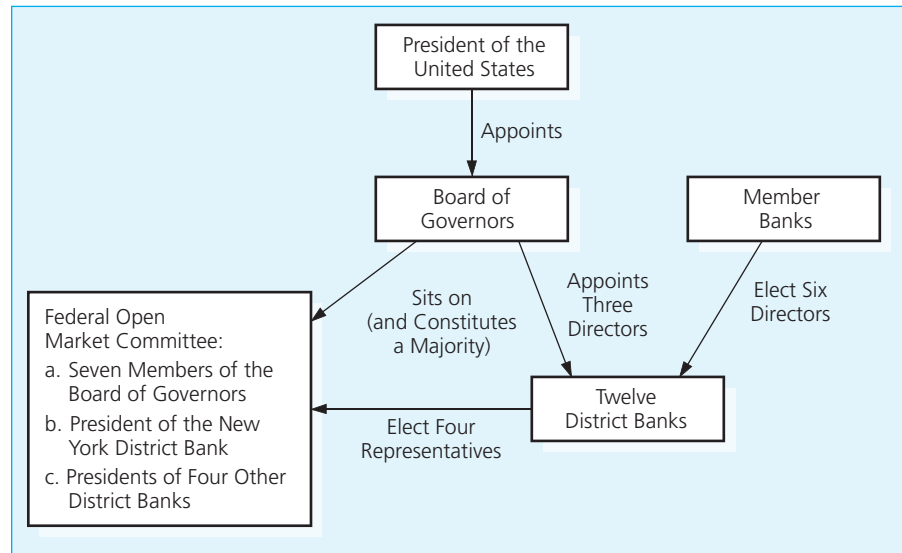 President of the
United States
Appoints
Board of
Governors
Member
Banks
Sits on
(and Constitutes
a Majority)
Appoints
Three
Directors
Elect Six
Directors
Federal Open
Market Committee:
a. Seven Members of the
Board of Governors
b. President of the New
York District Bank
c. Presidents of Four Other
District Banks
Elect Four
Representatives
Twelve
District Banks